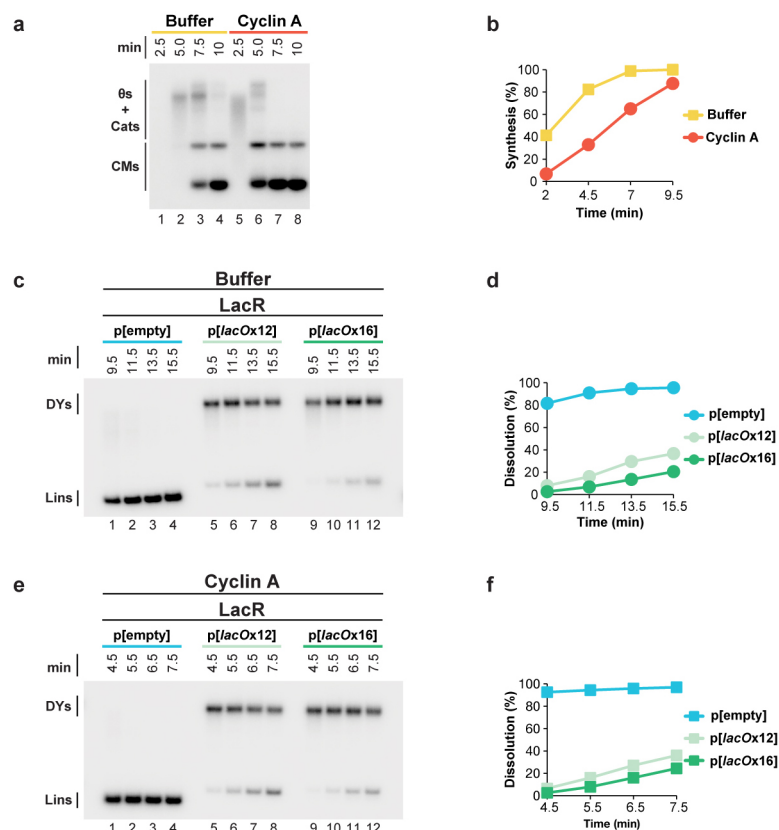 a
Buffer Cyclin A
min 2.5 5.0 7.5 10 2.5 5.0 7.5 10
θs
+
Cats
CMs
1 2 3 4 5 6 7 8
b
Synthesis (%)
100
80
60
40
20
0
2 4.5 7 9.5
Time (min)
Buffer
Cyclin A
c
Buffer
LacR
p[empty] p[lacOx12] p[lacOx16]
min 9.5 11.5 13.5 15.5 9.5 11.5 13.5 15.5 9.5 11.5 13.5 15.5
DYs
Lins
1 2 3 4 5 6 7 8 9 10 11 12
d
Dissolution (%)
100
80
60
40
20
0
9.5 11.5 13.5 15.5
Time (min)
p[empty]
p[lacOx12]
p[lacOx16]
e
Cyclin A
LacR
p[empty] p[lacOx12] p[lacOx16]
min 4.5 5.5 6.5 7.5 4.5 5.5 6.5 7.5 4.5 5.5 6.5 7.5
DYs
Lins
1 2 3 4 5 6 7 8 9 10 11 12
f
Dissolution (%)
100
80
60
40
20
0
4.5 5.5 6.5 7.5
Time (min)
p[empty]
p[lacOx12]
p[lacOx16]